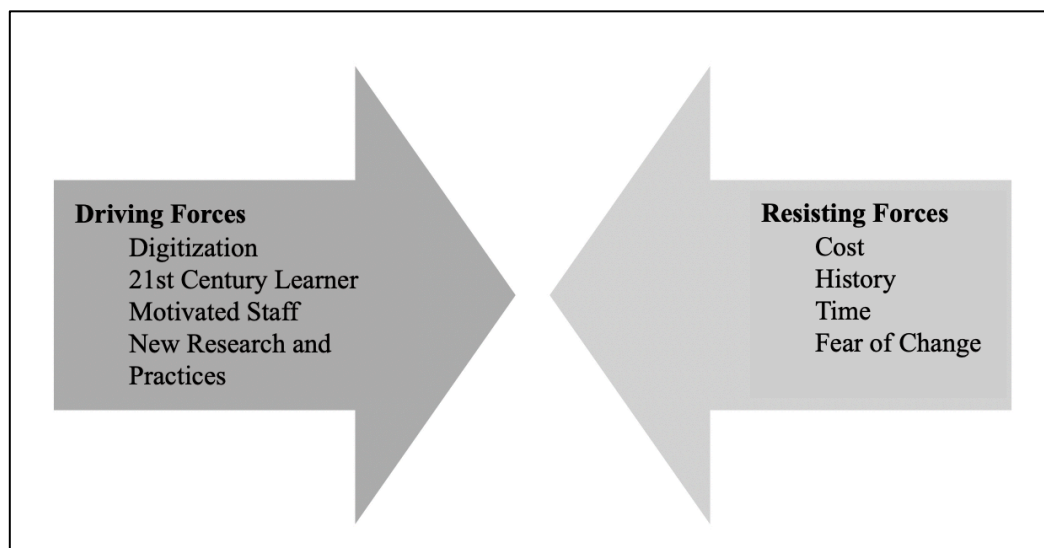 Driving Forces
Digitization
21st Century Learner
Motivated Staff
New Research and
Practices
Resisting Forces
Cost
History
Time
Fear of Change